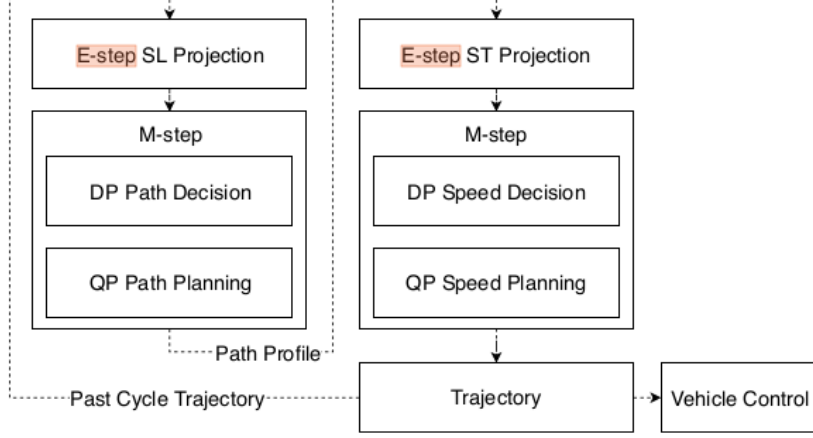 E-step SL Projection
M-step
DP Path Decision
QP Path Planning
Path Profile
E-step ST Projection
M-step
DP Speed Decision
QP Speed Planning
Past Cycle Trajectory
Trajectory
Vehicle Control